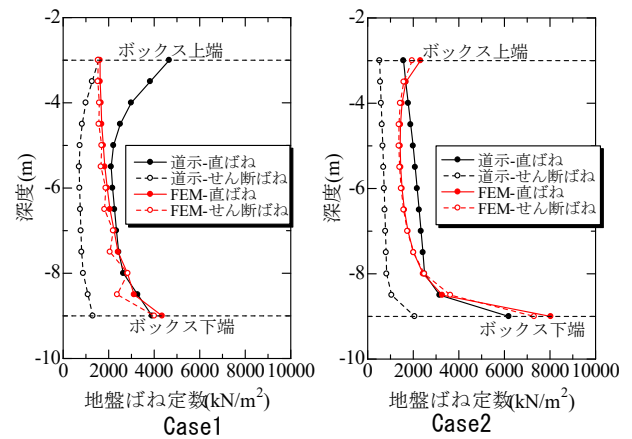 -2
-4
-6
-8
-10
深度(m)
ボックス上端
道示-直ばね
道示-せん断ばね
FEM-直ばね
FEM-せん断ばね
ボックス下端
0 2000 4000 6000 8000 10000
地盤ばね定数(kN/m²)
Case1
-2
-4
-6
-8
-10
深度(m)
ボックス上端
道示-直ばね
道示-せん断ばね
FEM-直ばね
FEM-せん断ばね
ボックス下端
0 2000 4000 6000 8000 10000
地盤ばね定数(kN/m²)
Case2